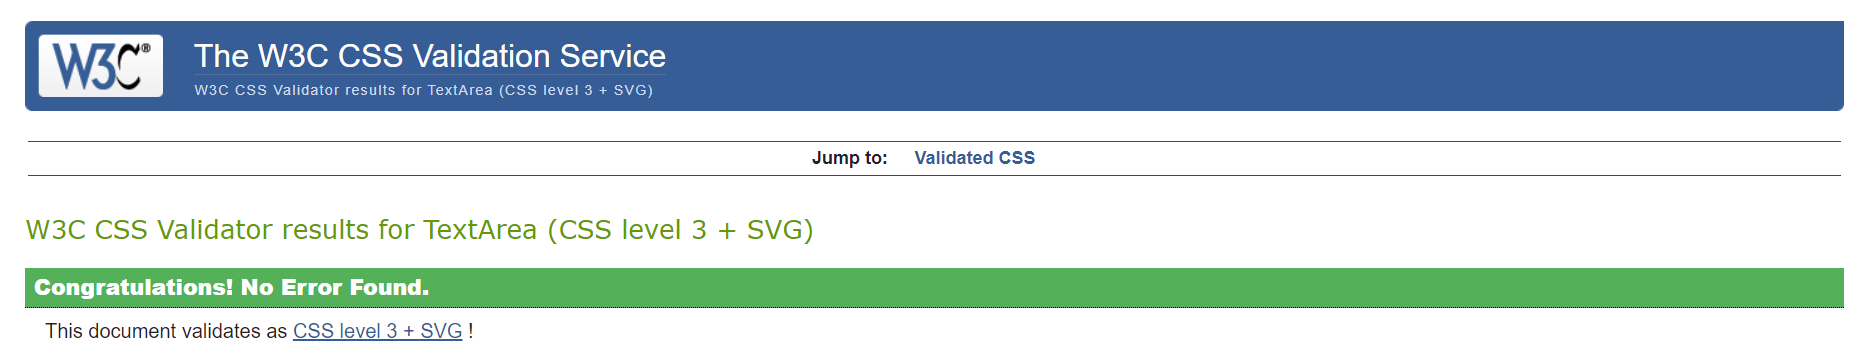 W3C®
The W3C CSS Validation Service
W3C CSS Validator results for TextArea (CSS level 3 + SVG)
Jump to: Validated CSS
W3C CSS Validator results for TextArea (CSS level 3 + SVG)
Congratulations! No Error Found.
This document validates as CSS level 3 + SVG !